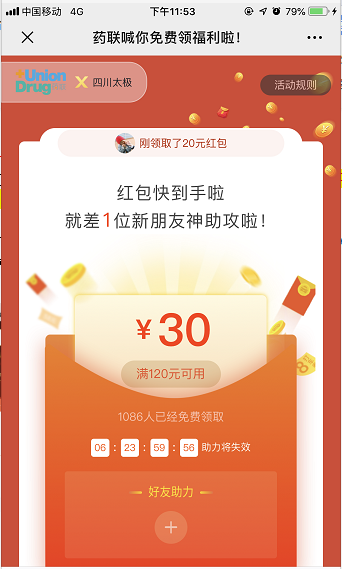 中国移动 4G 下午11:53 79%
药联喊你免费领福利啦！
Union Drug X 四川太极
活动规则
刚领取了20元红包
红包快到手啦
就差1位新朋友神助攻啦！
¥30
满120元可用
1086人已经免费领取
06 : 23 : 59 : 56 助力将失效
好友助力